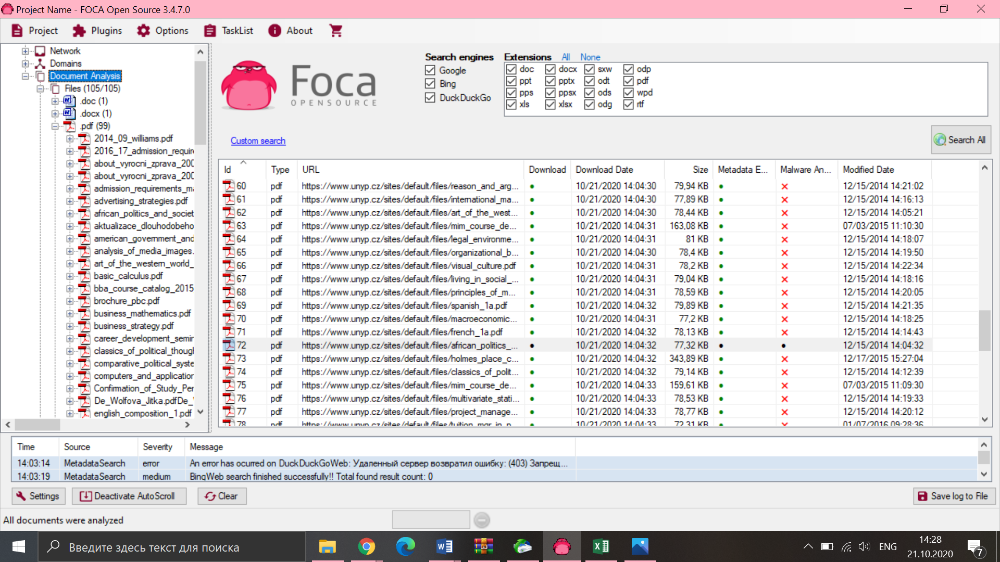 Project Name - FOCA Open Source 3.4.7.0
Project Plugins Options TaskList About
Network
Domains
Document Analysis
Files (105/105)
.doc (1)
.docx (1)
.pdf (99)
2014_09_williams.pdf
2016_17_admission_requir
about_vyrocni_zprava_200
about_vyrocni_zprava_200
admission_requirements_m
advertising_strategies.pdf
african_politics_and_societ
aktualizace_dlouhodobeho
american_government_and
analysis_of_media_images.
art_of_the_western_world_
basic_calculus.pdf
bba_course_catalog_2015
brochure_pbc.pdf
business_mathematics.pdf
business_strategy.pdf
career_development_semir
classics_of_political_though
comparative_political_syste
computers_and_application
Confirmation_of_Study_Per
De_Wolfova_Jitka.pdfDe_
english_composition_1.pdf
Foca
OPENSOURCE
Search engines
Google
Bing
DuckDuckGo
Extensions All None
doc docx sxw odp
ppt pptx odt pdf
pps ppsx ods wpd
xls xlsx odg rtf
Custom search
Search All
Id Type URL Download Download Date Size Metadata E... Malware An... Modified Date
60 pdf https://www.unyp.cz/sites/default/files/reason_and_arg... 10/21/2020 14:04:30 79,94 KB 12/15/2014 14:21:02
61 pdf https://www.unyp.cz/sites/default/files/international_ma... 10/21/2020 14:04:30 77,89 KB 12/15/2014 14:16:13
62 pdf https://www.unyp.cz/sites/default/files/art_of_the_west... 10/21/2020 14:04:30 78,44 KB 12/15/2014 14:05:21
63 pdf https://www.unyp.cz/sites/default/files/mim_course_de... 10/21/2020 14:04:31 163,08 KB 07/03/2015 11:10:30
64 pdf https://www.unyp.cz/sites/default/files/legal_environme... 10/21/2020 14:04:31 81 KB 12/15/2014 14:18:07
65 pdf https://www.unyp.cz/sites/default/files/organizational_b... 10/21/2020 14:04:30 78,4 KB 12/15/2014 14:19:50
66 pdf https://www.unyp.cz/sites/default/files/visual_culture.pdf 10/21/2020 14:04:31 78,2 KB 12/15/2014 14:22:34
67 pdf https://www.unyp.cz/sites/default/files/living_in_social_... 10/21/2020 14:04:31 79,04 KB 12/15/2014 14:18:16
68 pdf https://www.unyp.cz/sites/default/files/principles_of_m... 10/21/2020 14:04:31 78,59 KB 12/15/2014 14:20:05
69 pdf https://www.unyp.cz/sites/default/files/spanish_1a.pdf 10/21/2020 14:04:32 79,89 KB 12/15/2014 14:21:35
70 pdf https://www.unyp.cz/sites/default/files/macroeconomic... 10/21/2020 14:04:31 77,2 KB 12/15/2014 14:18:25
71 pdf https://www.unyp.cz/sites/default/files/french_1a.pdf 10/21/2020 14:04:32 78,13 KB 12/15/2014 14:14:43
72 pdf https://www.unyp.cz/sites/default/files/african_politics_... 10/21/2020 14:04:32 77,32 KB 12/15/2014 14:04:32
73 pdf https://www.unyp.cz/sites/default/files/holmes_place_c... 10/21/2020 14:04:32 343,89 KB 12/17/2015 15:27:04
74 pdf https://www.unyp.cz/sites/default/files/classics_of_polit... 10/21/2020 14:04:32 79,14 KB 12/15/2014 14:12:39
75 pdf https://www.unyp.cz/sites/default/files/mim_course_de... 10/21/2020 14:04:33 159,61 KB 07/03/2015 11:09:30
76 pdf https://www.unyp.cz/sites/default/files/multivariate_stati... 10/21/2020 14:04:33 78,53 KB 12/15/2014 14:19:33
77 pdf https://www.unyp.cz/sites/default/files/project_manage... 10/21/2020 14:04:33 78,77 KB 12/15/2014 14:20:12
78 pdf https://www.unyp.cz/sites/default/files/tuition_mgr_in_p... 10/21/2020 14:04:33 72,31 KB 01/07/2016 09:28:36
Time Source Severity Message
14:03:14 MetadataSearch error An error has ocurred on DuckDuckGoWeb: Удаленный сервер возвратил ошибку: (403) Запрещ...
14:03:19 MetadataSearch medium BingWeb search finished successfully!! Total found result count: 0
Settings Deactivate AutoScroll Clear Save log to File
All documents were analyzed
Введите здесь текст для поиска
ENG
14:28
21.10.2020
7